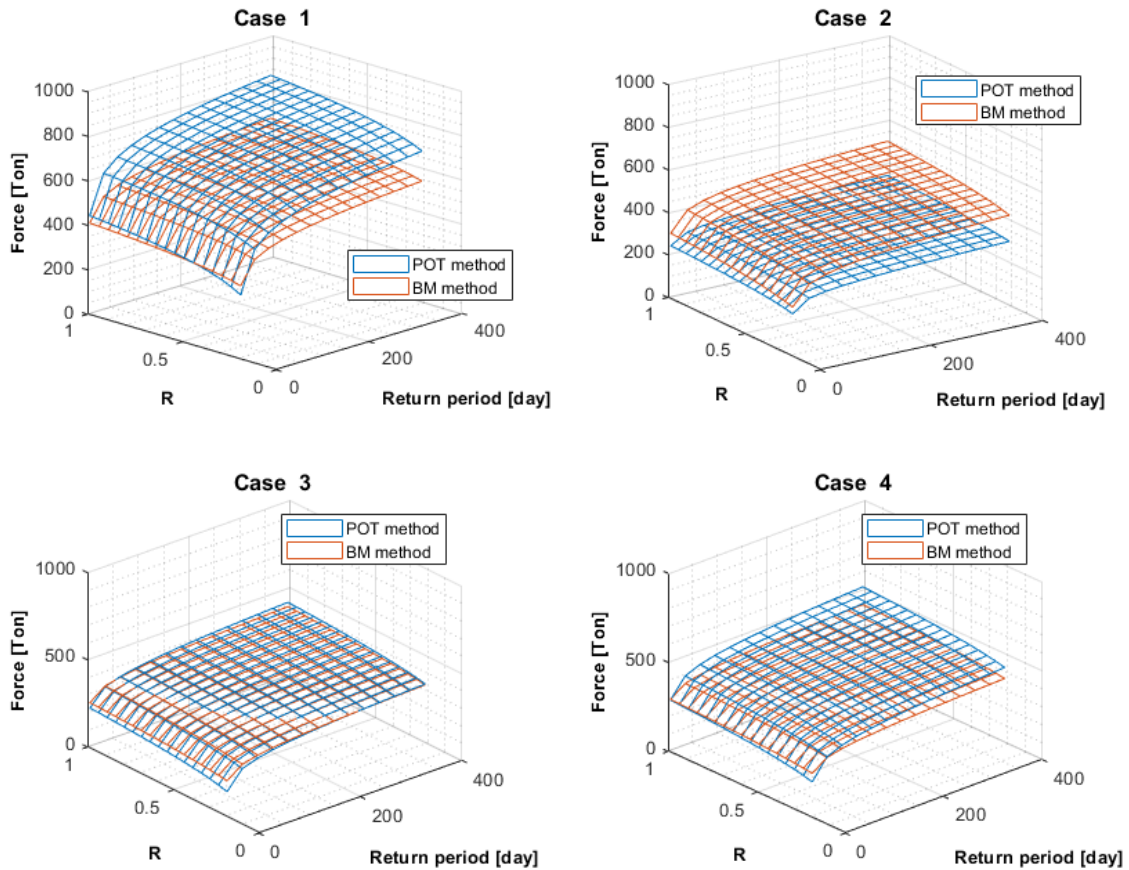 Case 1
1000
800
600
400
200
0
Force [Ton]
1
0.5
0
R
0
200
400
Return period [day]
POT method
BM method
Case 2
1000
800
600
400
200
0
Force [Ton]
1
0.5
0
R
0
200
400
Return period [day]
POT method
BM method
Case 3
1000
500
0
Force [Ton]
1
0.5
0
R
0
200
400
Return period [day]
POT method
BM method
Case 4
1000
500
0
Force [Ton]
1
0.5
0
R
0
200
400
Return period [day]
POT method
BM method